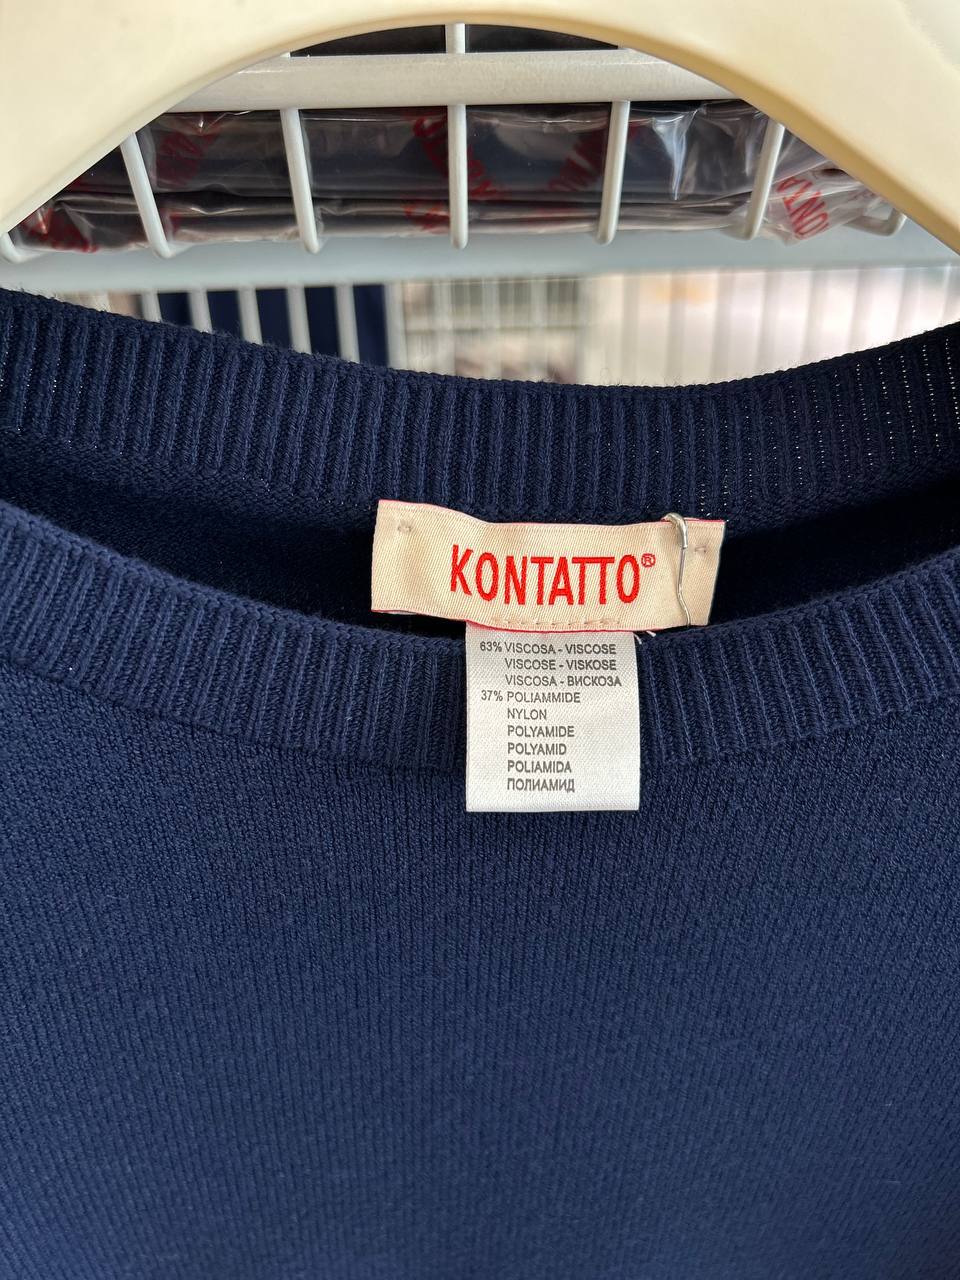 KONTATTO®
63% VISCOSA - VISCOSE
VISCOSE - VISKOSE
VISCOSA - ВИСКОЗА
37% POLIAMMIDE
NYLON
POLYAMIDE
POLYAMID
POLIAMIDA
ПОЛИАМИД